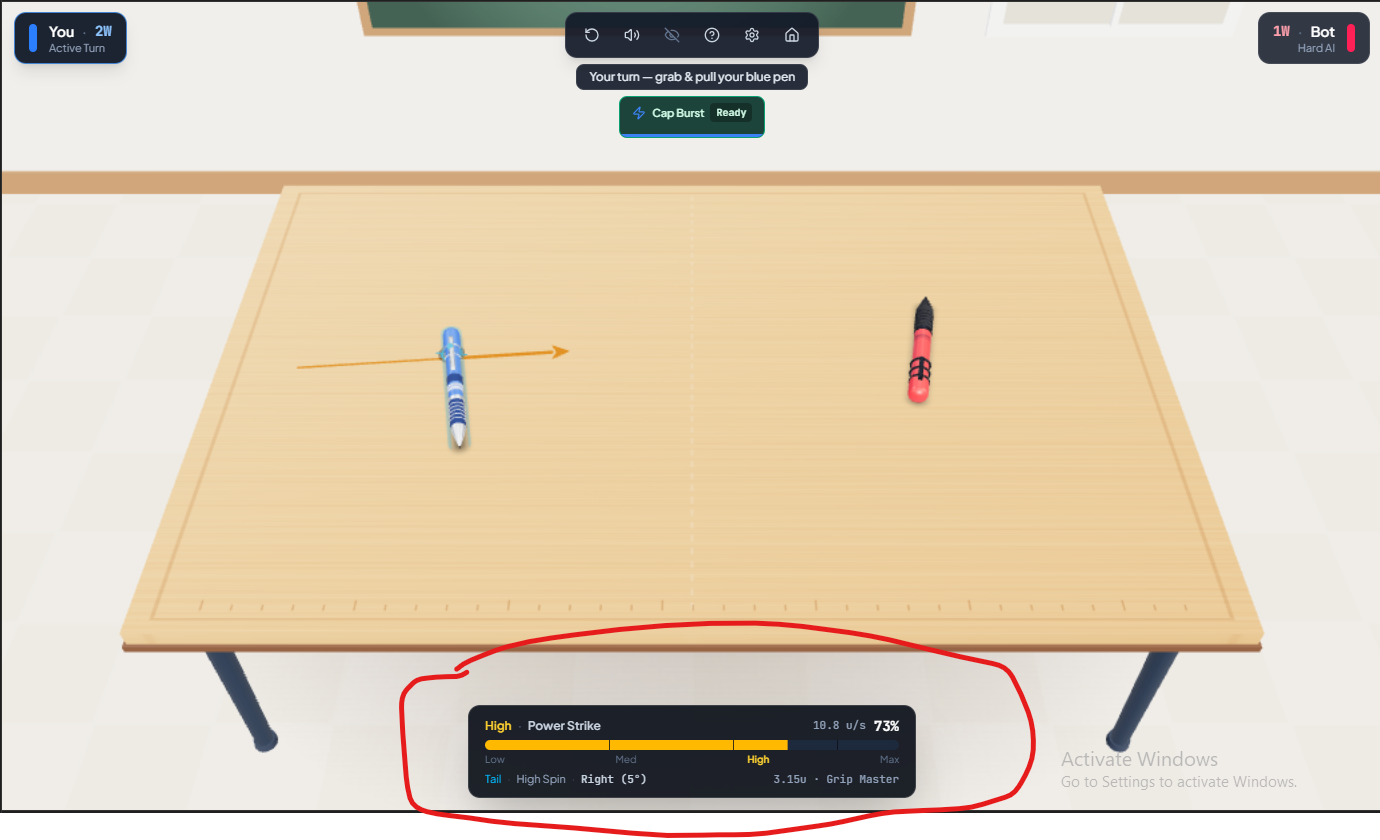 You · 2W
Active Turn
1W · Bot
Hard AI
Your turn — grab & pull your blue pen
Cap Burst Ready
High · Power Strike 10.8 u/s 73%
Low Med High Max
Tail · High Spin · Right (5°) 3.15u · Grip Master
Activate Windows
Go to Settings to activate Windows.